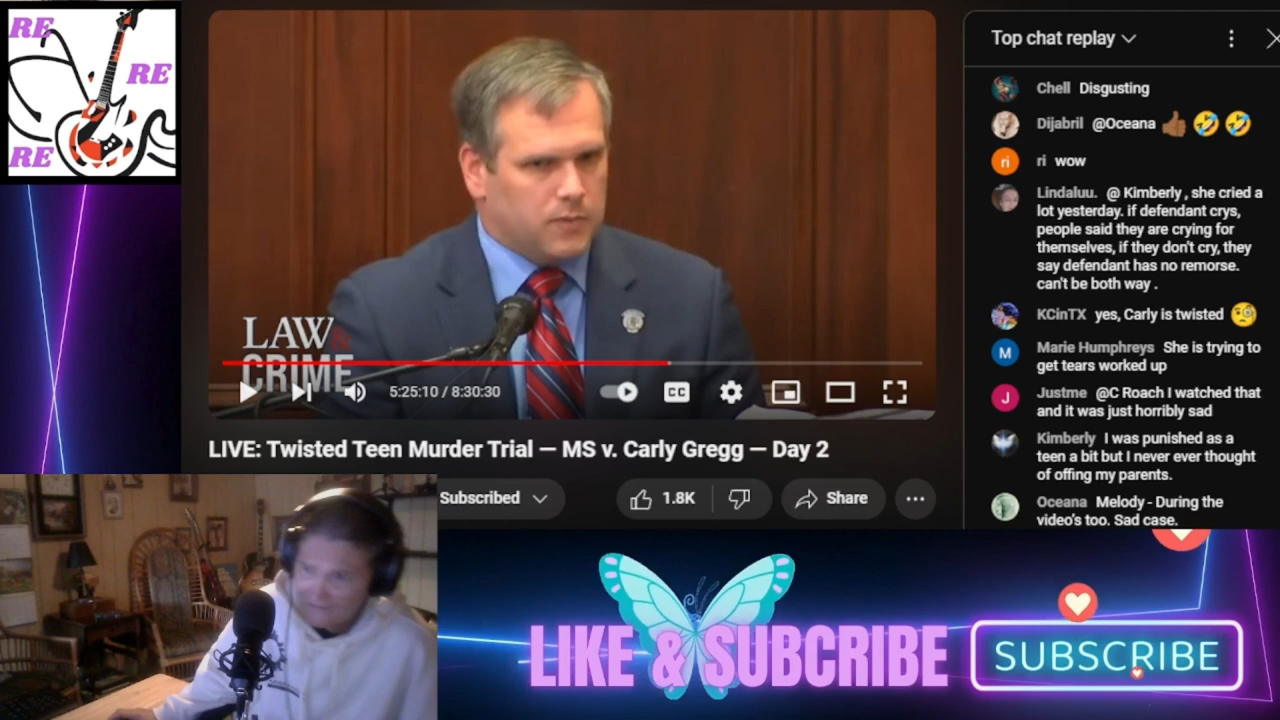 RE
RE
RE
LAW &
CRIME
5:25:10 / 8:30:30
CC
LIVE: Twisted Teen Murder Trial — MS v. Carly Gregg — Day 2
Subscribed
1.8K
Share
Top chat replay
Chell Disgusting
Dijabril @Oceana 👍🏾 🤣 🤣
ri
ri wow
Lindaluu. @ Kimberly , she cried a
lot yesterday. if defendant crys,
people said they are crying for
themselves, if they don't cry, they
say defendant has no remorse.
can't be both way .
KCinTX yes, Carly is twisted 🧐
M
Marie Humphreys She is trying to
get tears worked up
J
Justme @C Roach I watched that
and it was just horribly sad
Kimberly I was punished as a
teen a bit but I never ever thought
of offing my parents.
Oceana Melody - During the
video's too. Sad case.
LIKE & SUBCRIBE
SUBSCRIBE